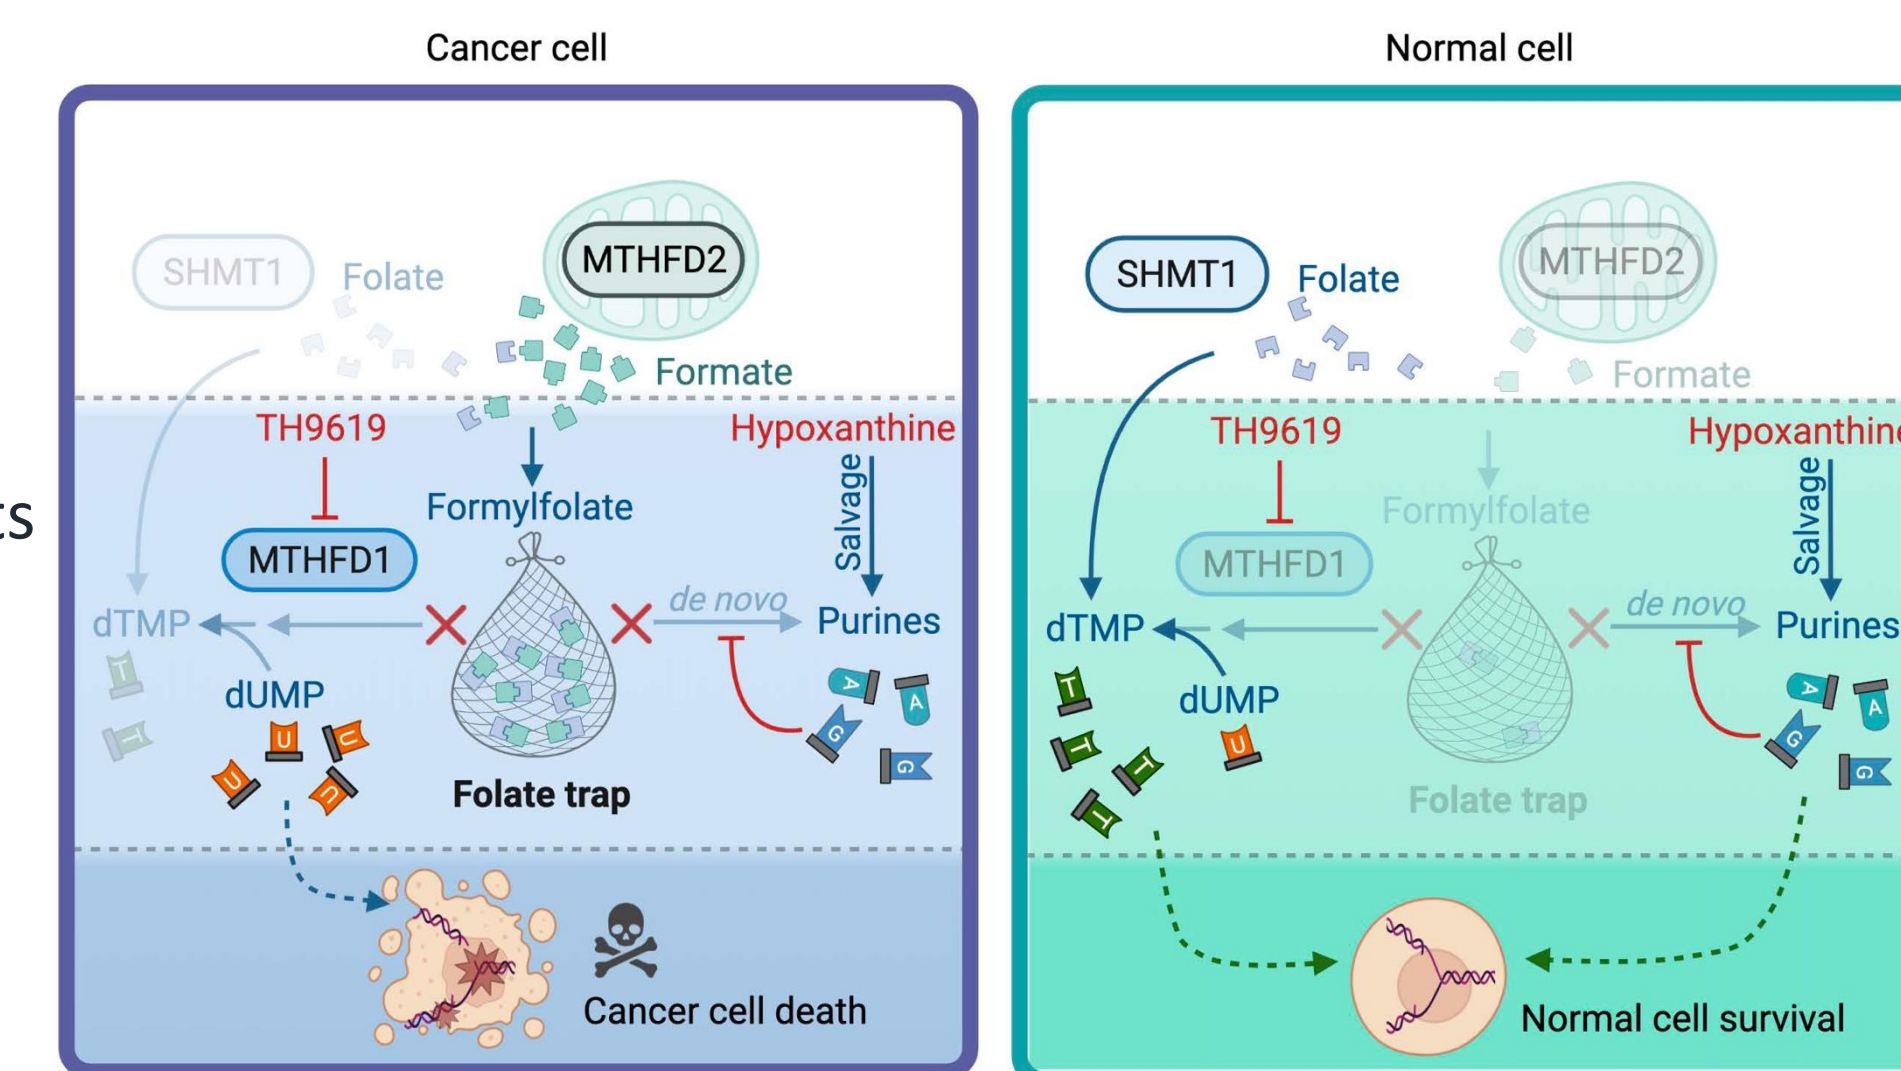 Cancer cell
SHMT1
Folate
MTHFD2
Formate
TH9619
Hypoxanthine
Salvage
Formylfolate
MTHFD1
de novo
dTMP
Purines
T
T
dUMP
U
U
U
U
A
A
G
G
Folate trap
Cancer cell death
ts
Normal cell
SHMT1
Folate
MTHFD2
Formate
TH9619
Hypoxanthine
Salvage
Formylfolate
MTHFD1
de novo
dTMP
Purines
T
T
T
T
dUMP
U
A
A
G
G
Folate trap
Normal cell survival